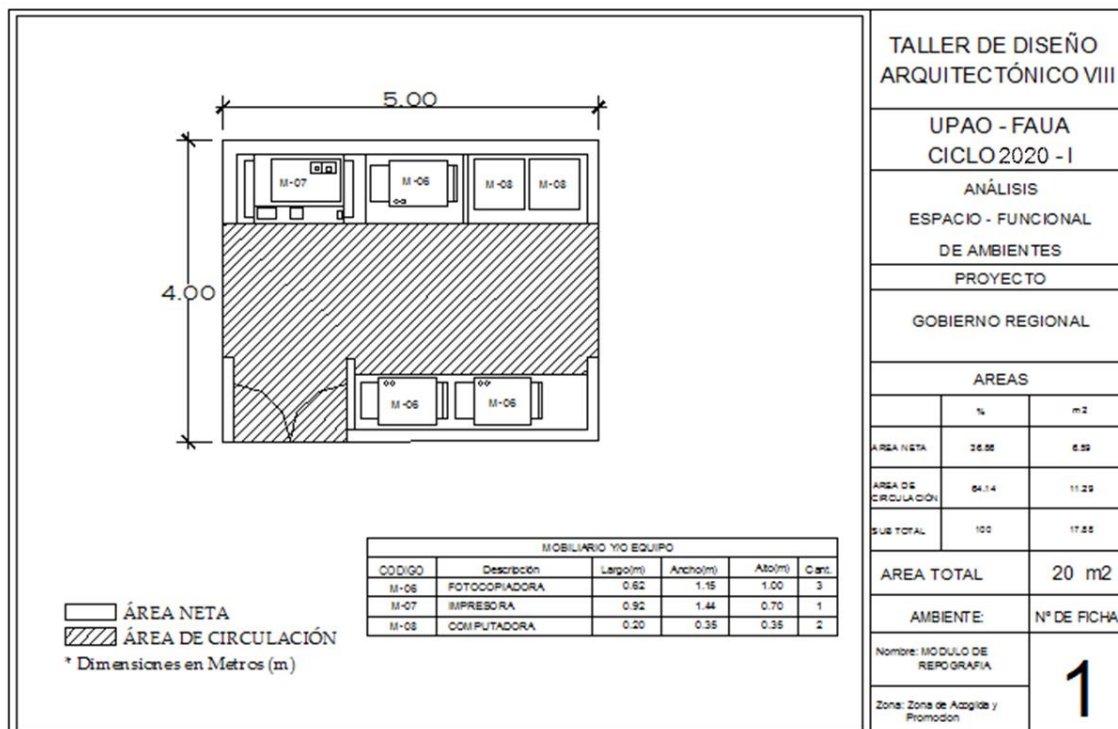 5.00
4.00
M-07
M-06
M-08
M-08
M-06
M-06
MOBILIARIO Y/O EQUIPO
CODIGO Descripción Largo(m) Ancho(m) Alto(m) Cant.
M-06 FOTOCOPIADORA 0.62 1.15 1.00 3
M-07 IMPRESORA 0.92 1.44 0.70 1
M-08 COMPUTADORA 0.20 0.35 0.35 2
ÁREA NETA
ÁREA DE CIRCULACIÓN
* Dimensiones en Metros (m)
TALLER DE DISEÑO
ARQUITECTÓNICO VIII
UPAO - FAUA
CICLO 2020 - I
ANÁLISIS
ESPACIO - FUNCIONAL
DE AMBIENTES
PROYECTO
GOBIERNO REGIONAL
AREAS
% m2
AREA NETA 6.59
AREA DE
CIRCULACIÓN 64.14 11.29
SUB TOTAL 100
AREA TOTAL 20 m2
AMBIENTE: Nº DE FICHA
Nombre: MODULO DE
REPOGRAFIA
1
Zona: Zona de Acogida y
Promocion